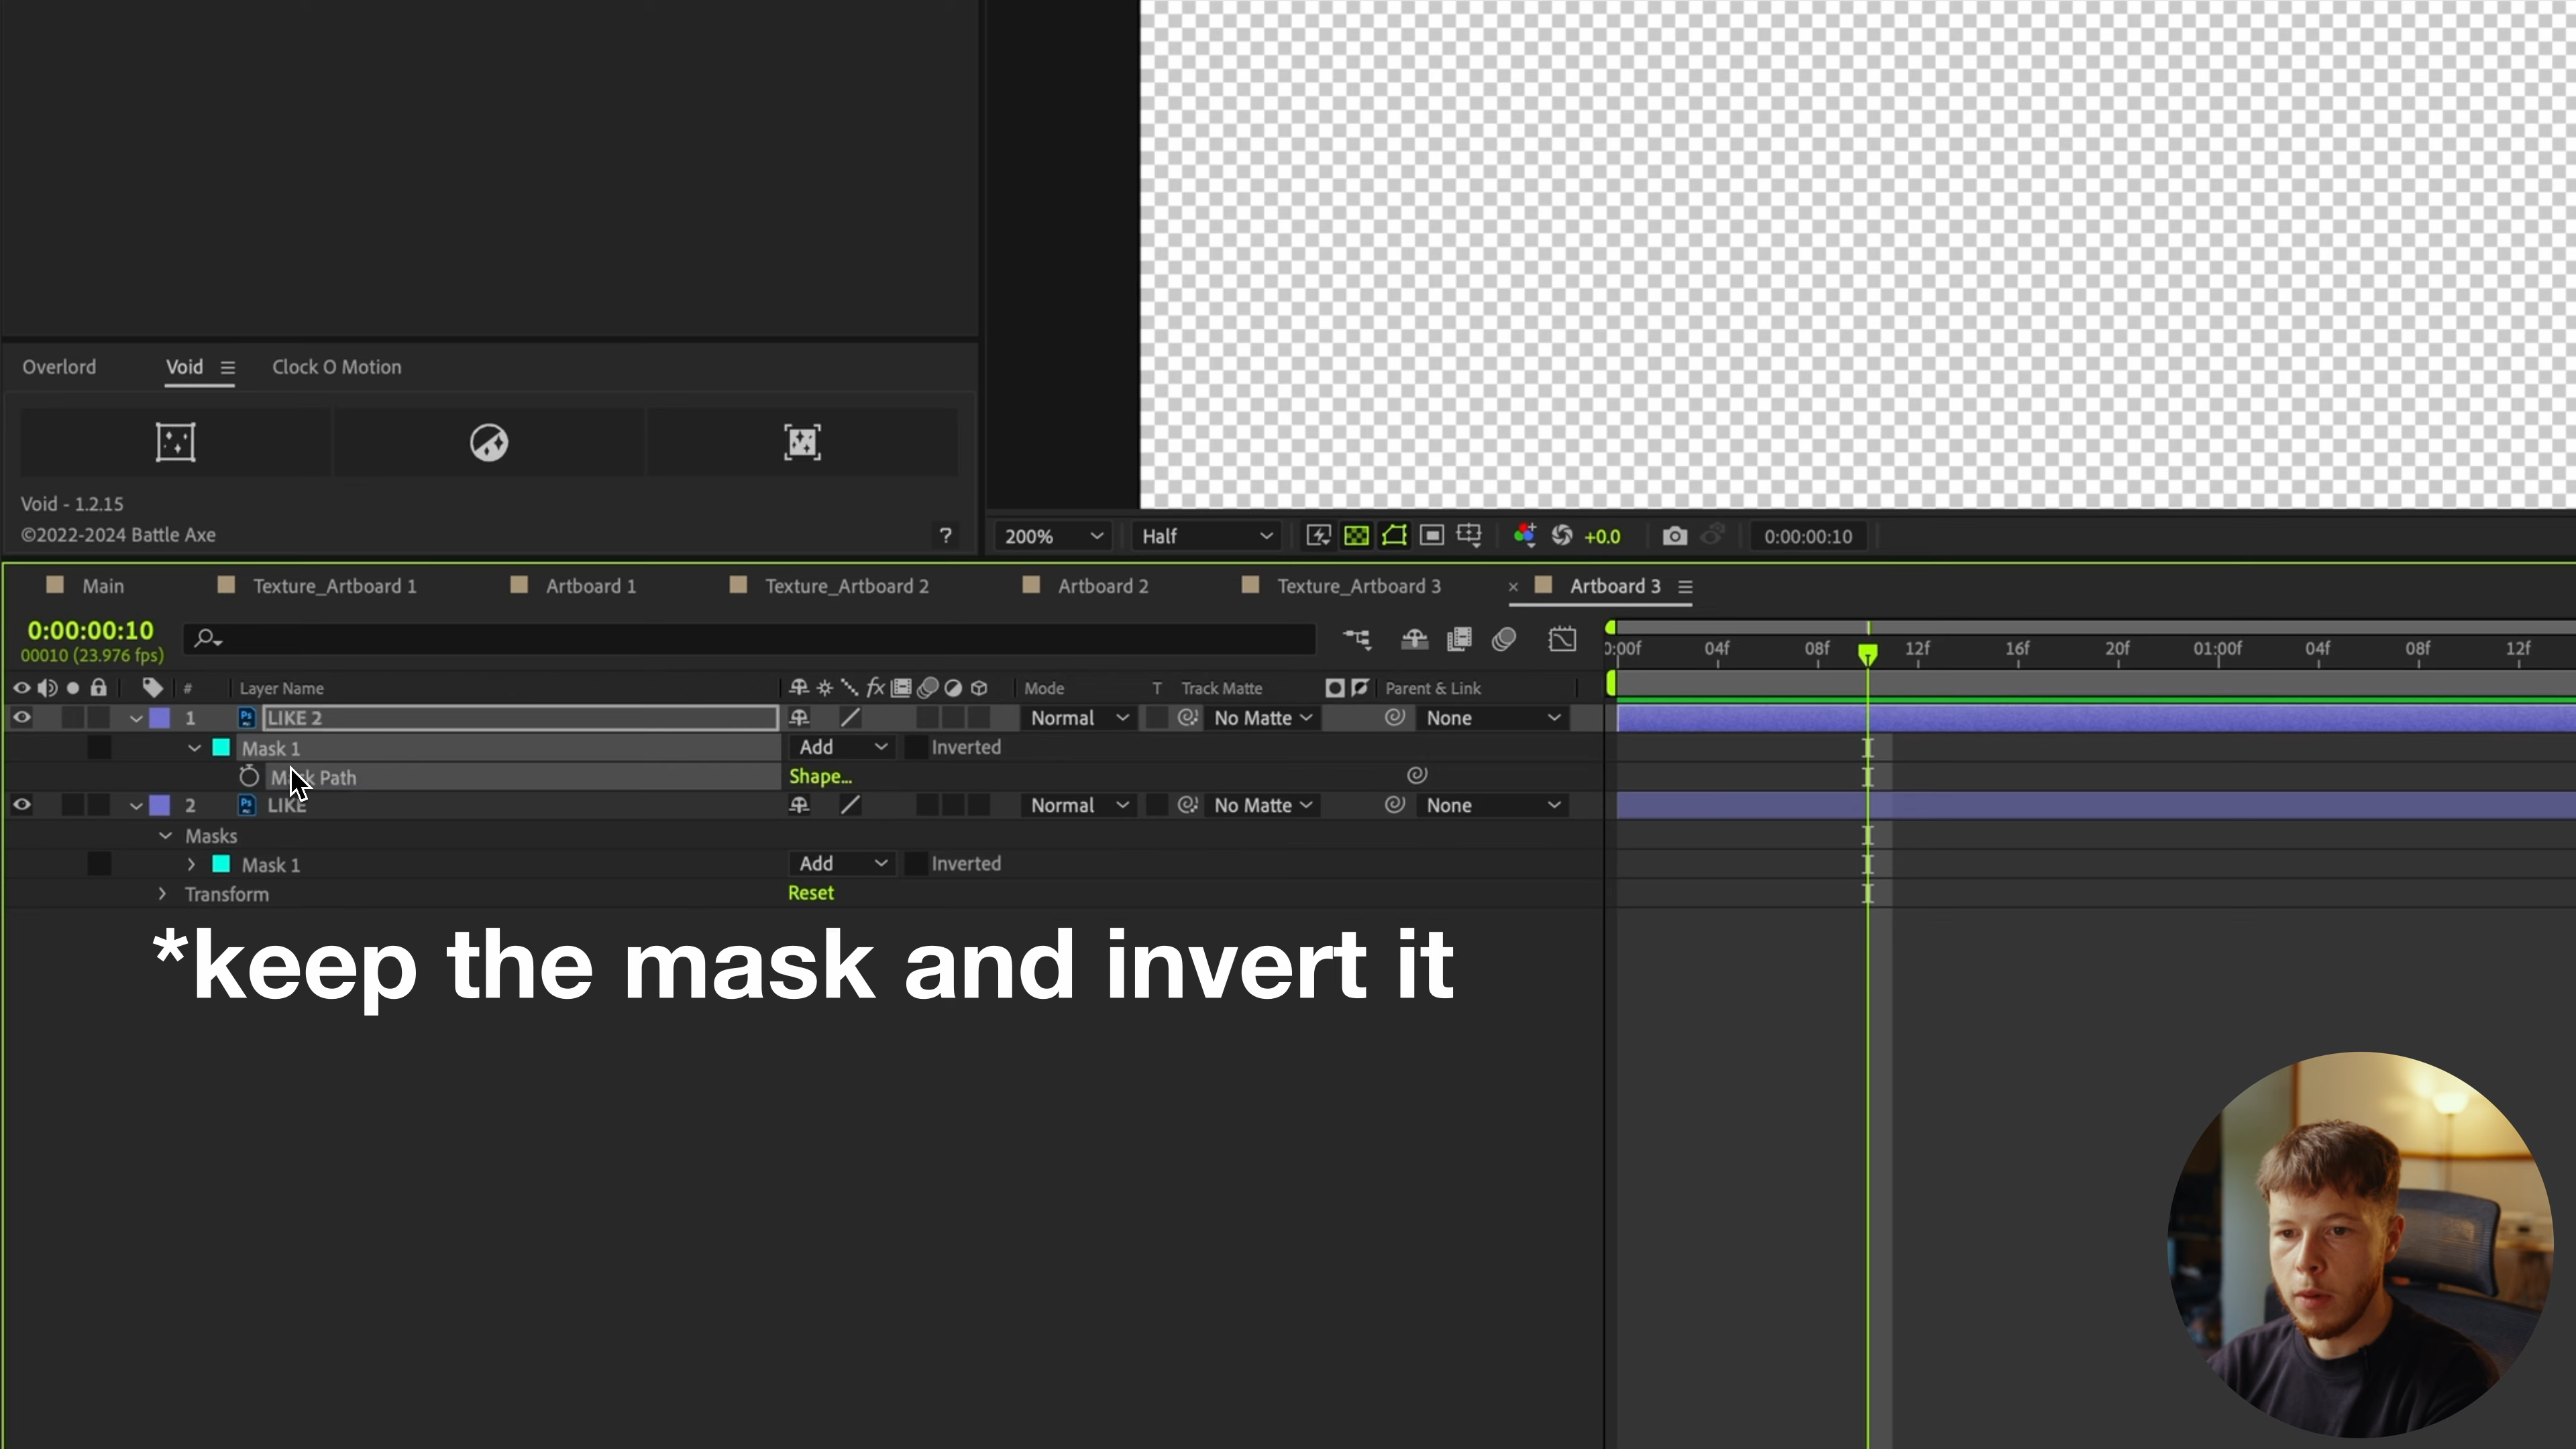 Overlord Void Clock O Motion
Void - 1.2.15
©2022-2024 Battle Axe ?
200% Half +0.0 0:00:00:10
Main Texture_Artboard 1 Artboard 1 Texture_Artboard 2 Artboard 2 Texture_Artboard 3 × Artboard 3
0:00:00:10
00010 (23.976 fps)
0:00f 04f 08f 12f 16f 20f 01:00f 04f 08f 12f
# Layer Name fx Mode T Track Matte Parent & Link
1 Ps LIKE 2 Normal No Matte None
Mask 1 Add Inverted
Mask Path Shape...
2 Ps LIKE Normal No Matte None
Masks
Mask 1 Add Inverted
Transform Reset
*keep the mask and invert it